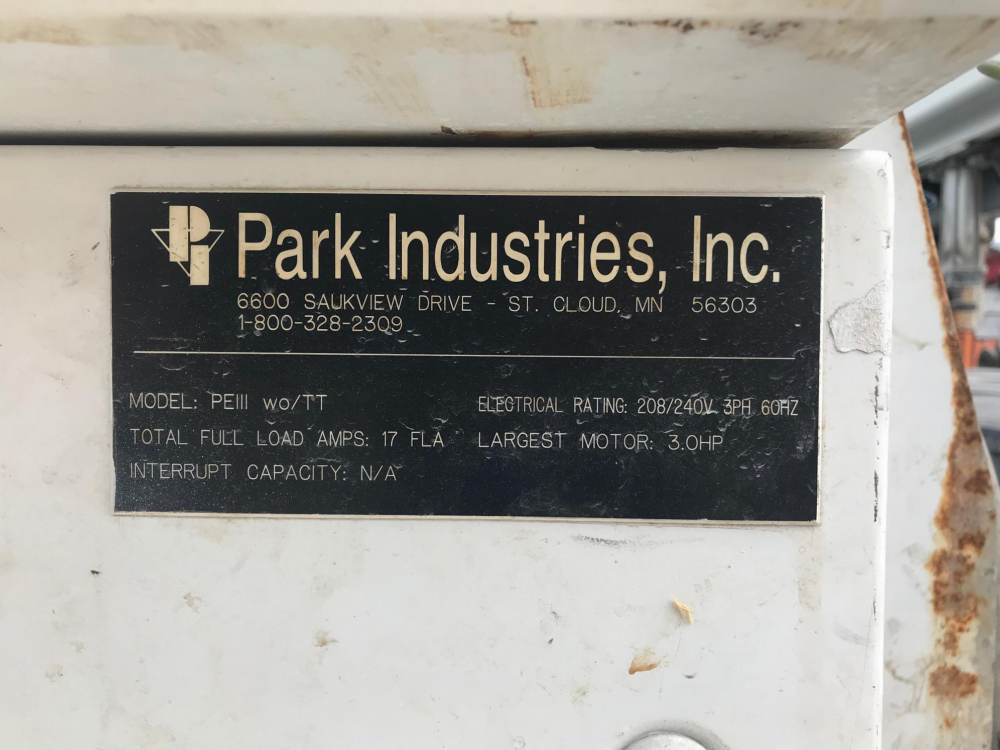 PI Park Industries, Inc.
6600 SAUKVIEW DRIVE - ST. CLOUD, MN 56303
1-800-328-2309
MODEL: PEIII wo/TT ELECTRICAL RATING: 208/240V 3PH 60HZ
TOTAL FULL LOAD AMPS: 17 FLA LARGEST MOTOR: 3.0HP
INTERRUPT CAPACITY: N/A